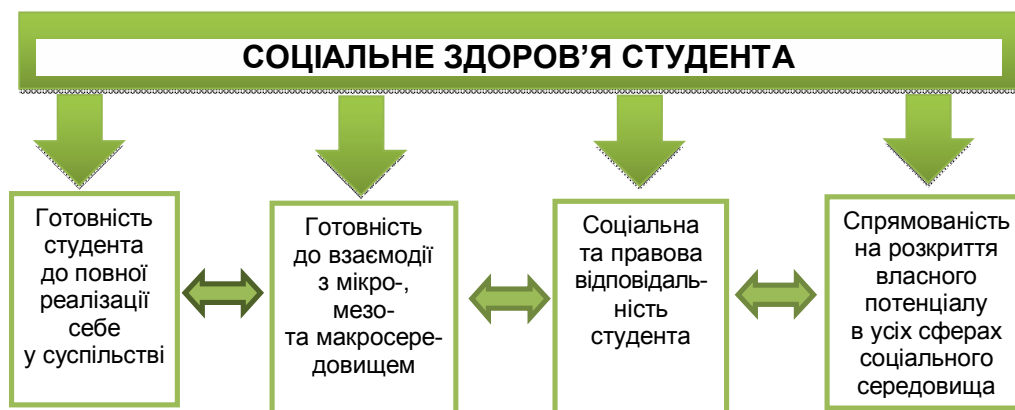 СОЦІАЛЬНЕ ЗДОРОВ’Я СТУДЕНТА
Готовність
студента
до повної
реалізації
себе
у суспільстві
Готовність
до взаємодії
з мікро-,
мезо-
та макросере-
довищем
Соціальна
та правова
відповідаль-
ність
студента
Спрямованість
на розкриття
власного
потенціалу
в усіх сферах
соціального
середовища